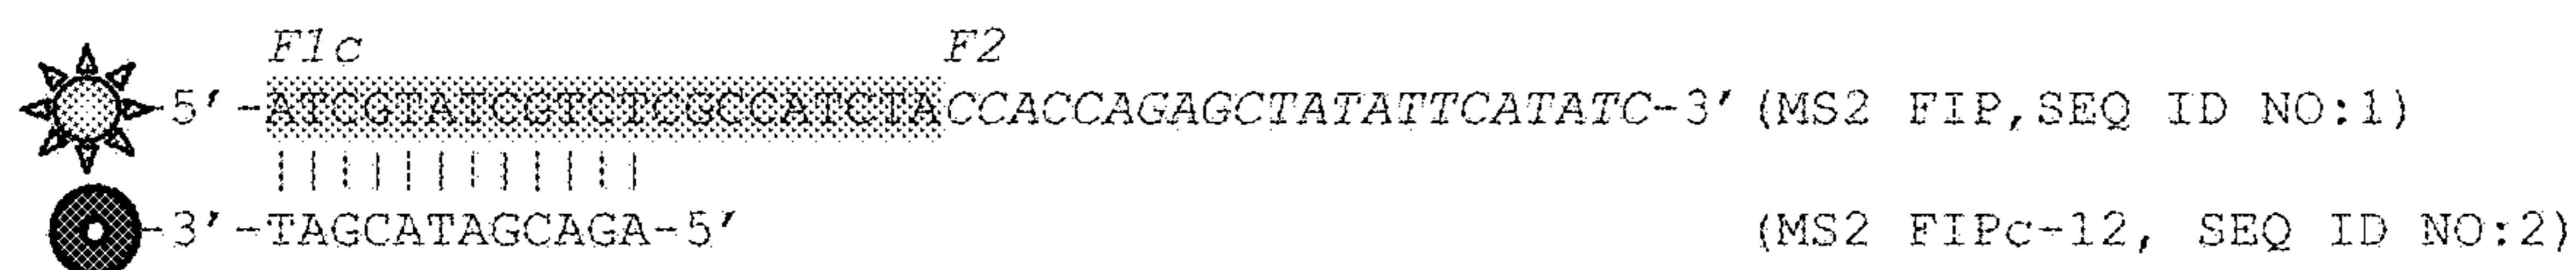 F1c F2
5'-ATCGTATCGTCTCGCCATCTACCACCAGAGCTATATTCATATC-3' (MS2 FIP,SEQ ID NO:1)
3'-TAGCATAGCAGA-5' (MS2 FIPc-12, SEQ ID NO:2)